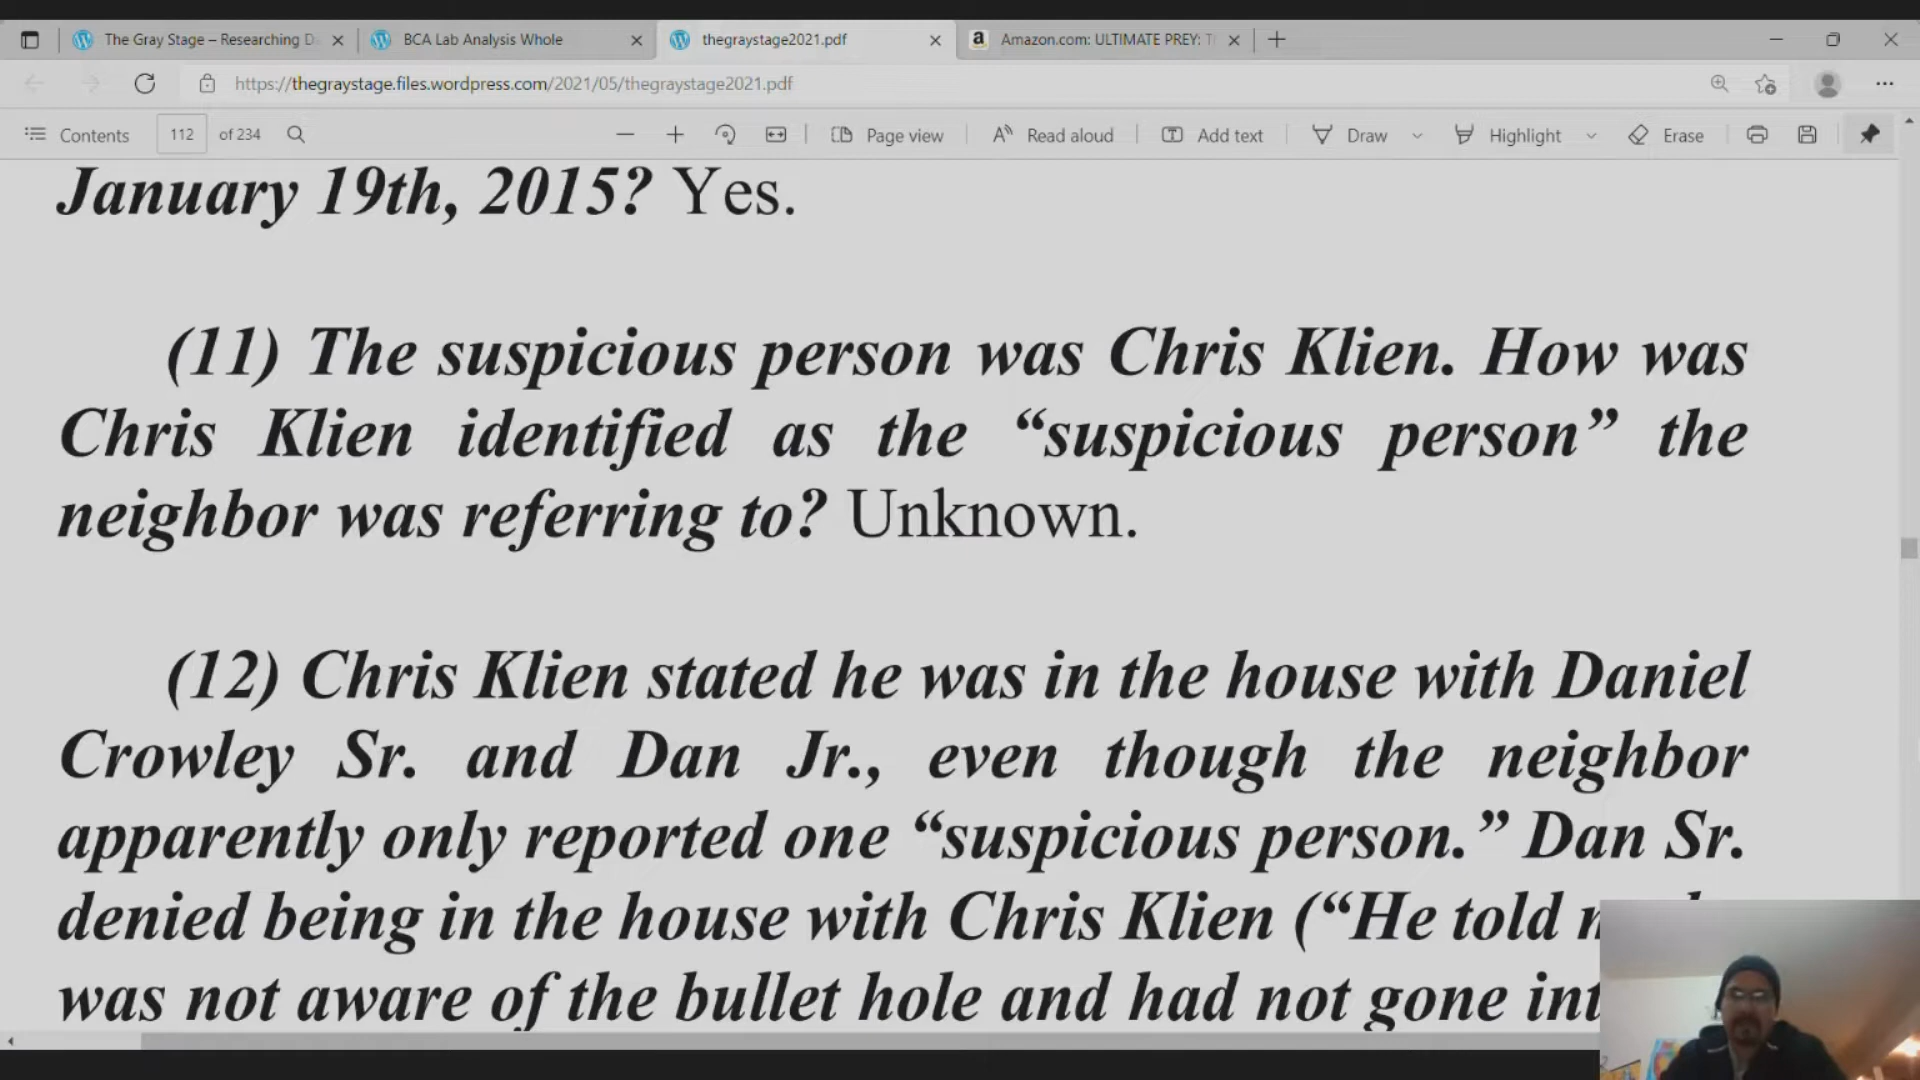 The Gray Stage – Researching D
BCA Lab Analysis Whole
thegraystage2021.pdf
Amazon.com: ULTIMATE PREY: T
https://thegraystage.files.wordpress.com/2021/05/thegraystage2021.pdf
Contents
112
of 234
Page view
Read aloud
Add text
Draw
Highlight
Erase
January 19th, 2015? Yes.
(11) The suspicious person was Chris Klien. How was
Chris Klien identified as the “suspicious person” the
neighbor was referring to? Unknown.
(12) Chris Klien stated he was in the house with Daniel
Crowley Sr. and Dan Jr., even though the neighbor
apparently only reported one “suspicious person.” Dan Sr.
denied being in the house with Chris Klien (“He told
was not aware of the bullet hole and had not gone